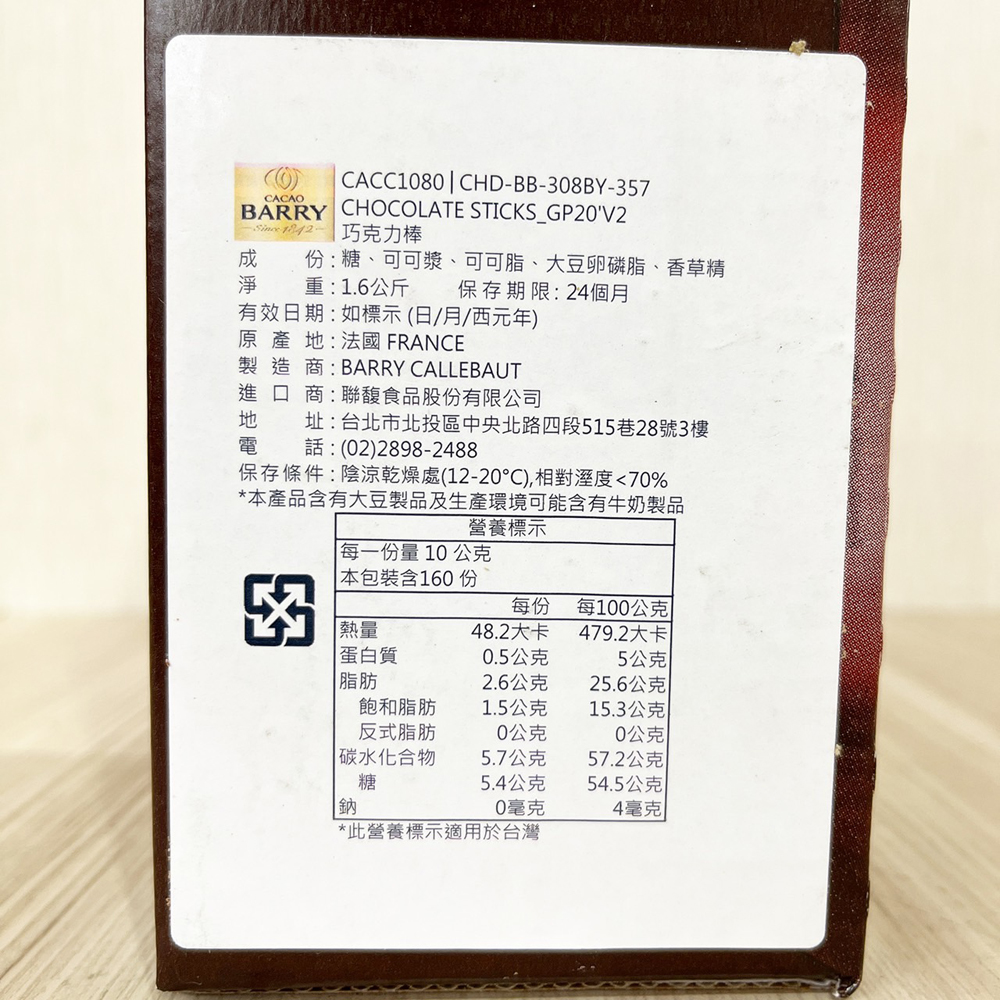 CACAO
BARRY
Since 1842
CACC1080|CHD-BB-308BY-357
CHOCOLATE STICKS_GP20'V2
巧克力棒
成份:糖、可可漿、可可脂、大豆卵磷脂、香草精
淨重:1.6公斤 保存期限:24個月
有效日期:如標示 (日/月/西元年)
原產地:法國 FRANCE
製造商:BARRY CALLEBAUT
進口商:聯馥食品股份有限公司
地址:台北市北投區中央北路四段515巷28號3樓
電話:(02)2898-2488
保存條件:陰涼乾燥處(12-20°C),相對溼度<70%
*本產品含有大豆製品及生產環境可能含有牛奶製品
營養標示
每一份量 10 公克
本包裝含160 份
每份 每100公克
熱量 48.2大卡 479.2大卡
蛋白質 0.5公克 5公克
脂肪 2.6公克 25.6公克
飽和脂肪 1.5公克 15.3公克
反式脂肪 0公克 0公克
碳水化合物 5.7公克 57.2公克
糖 5.4公克 54.5公克
鈉 0毫克 4毫克
*此營養標示適用於台灣